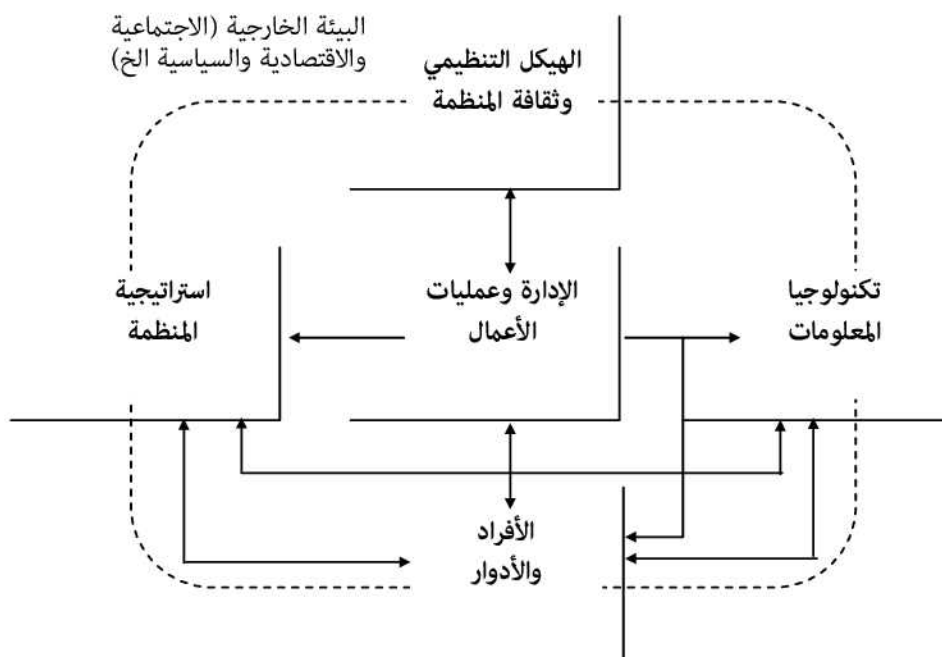 البيئة الخارجية (الاجتماعية
والاقتصادية والسياسية الخ)
الهيكل التنظيمي
وثقافة المنظمة
تكنولوجيا
المعلومات
الإدارة وعمليات
الأعمال
استراتيجية
المنظمة
الأفراد
والأدوار